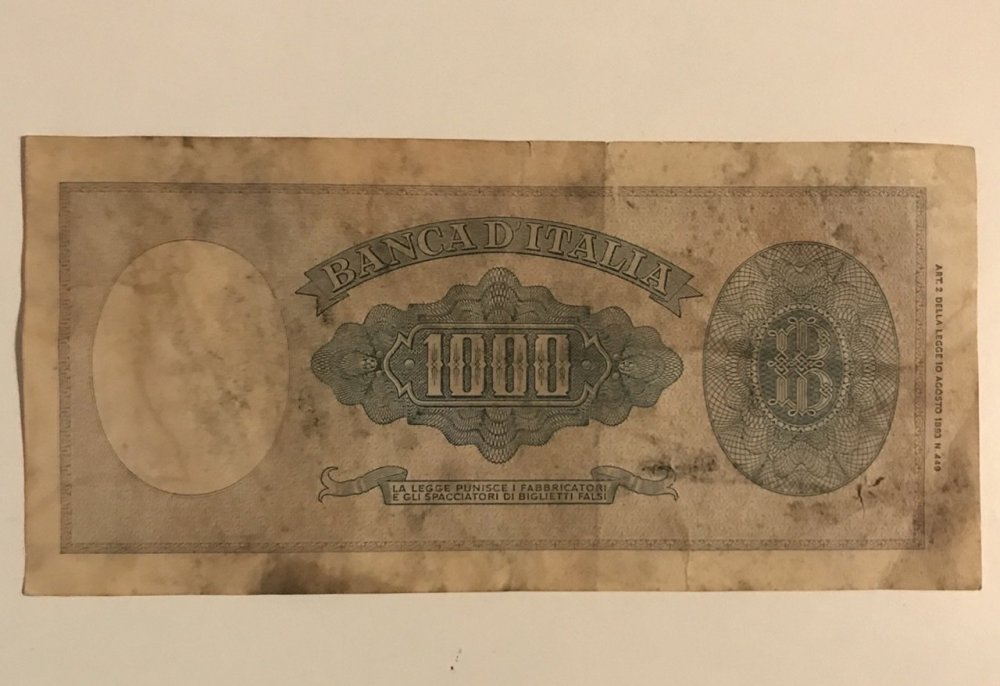 BANCA D'ITALIA
1000
B
LA LEGGE PUNISCE I FABBRICATORI
E GLI SPACCIATORI DI BIGLIETTI FALSI
ART. 2 DELLA LEGGE 10 AGOSTO 1893 N 449